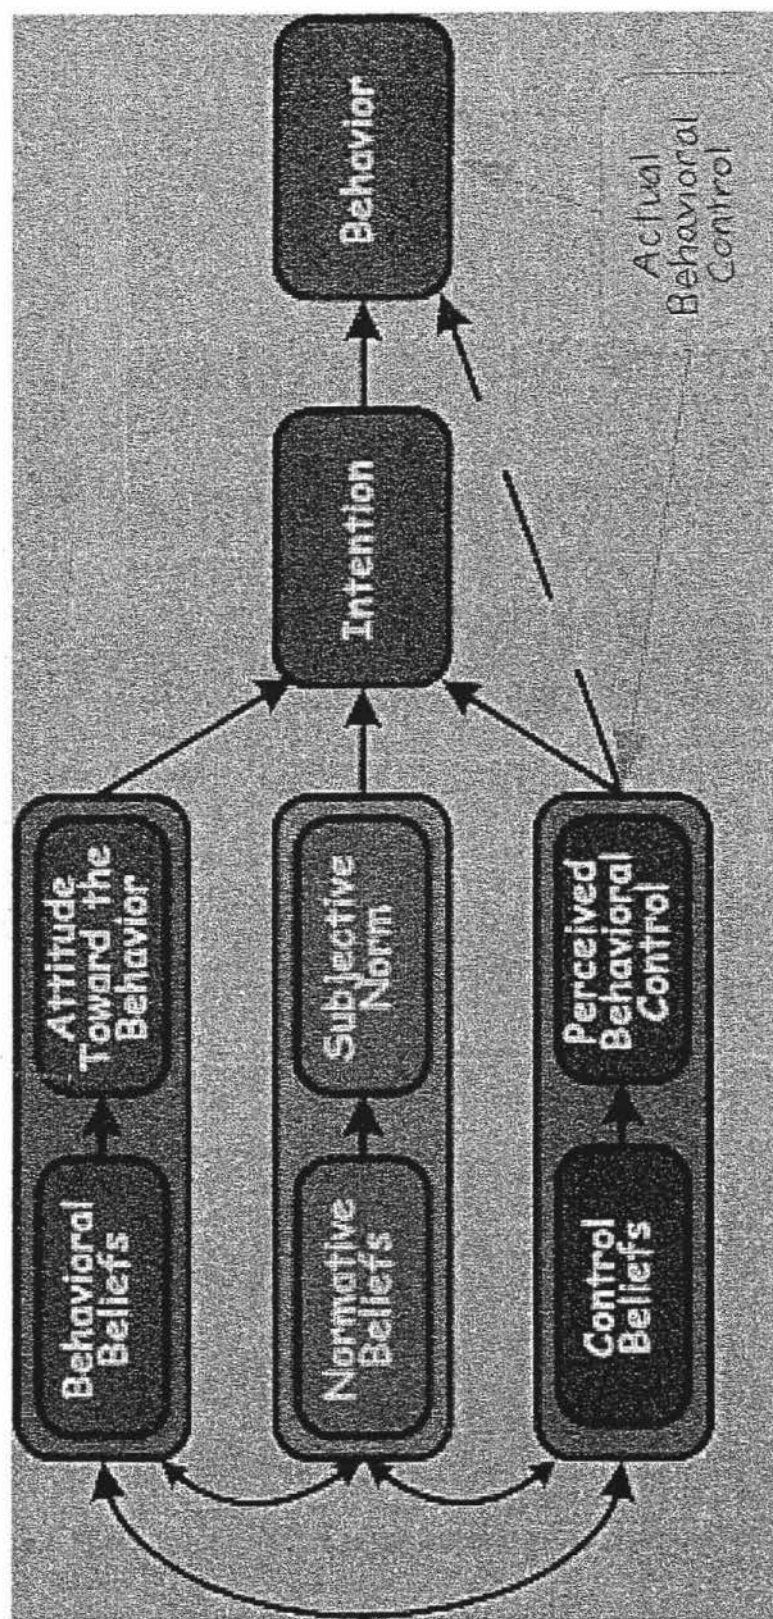 Behavioral
Beliefs
Attitude
Toward the
Behavior
Normative
Beliefs
Subjective
Norm
Control
Beliefs
Perceived
Behavioral
Control
Intention
Behavior
Actual
Behavioral
Control